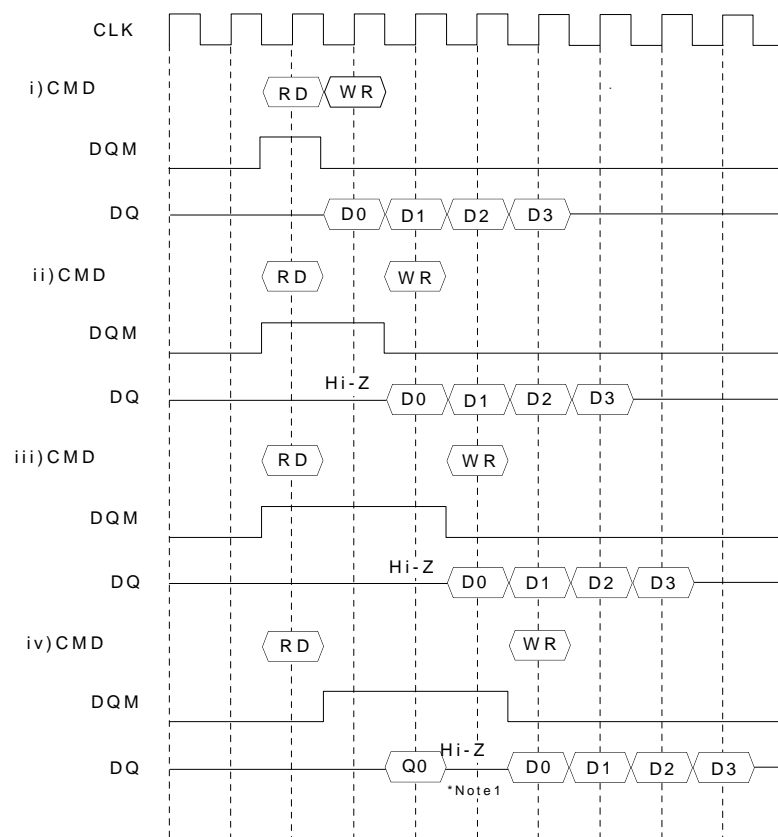 CLK
i)CMD RD WR
DQM
DQ D0 D1 D2 D3
ii)CMD RD WR
DQM
Hi-Z
DQ D0 D1 D2 D3
iii)CMD RD WR
DQM
Hi-Z
DQ D0 D1 D2 D3
iv)CMD RD WR
DQM
Hi-Z
DQ Q0 D0 D1 D2 D3
*Note1